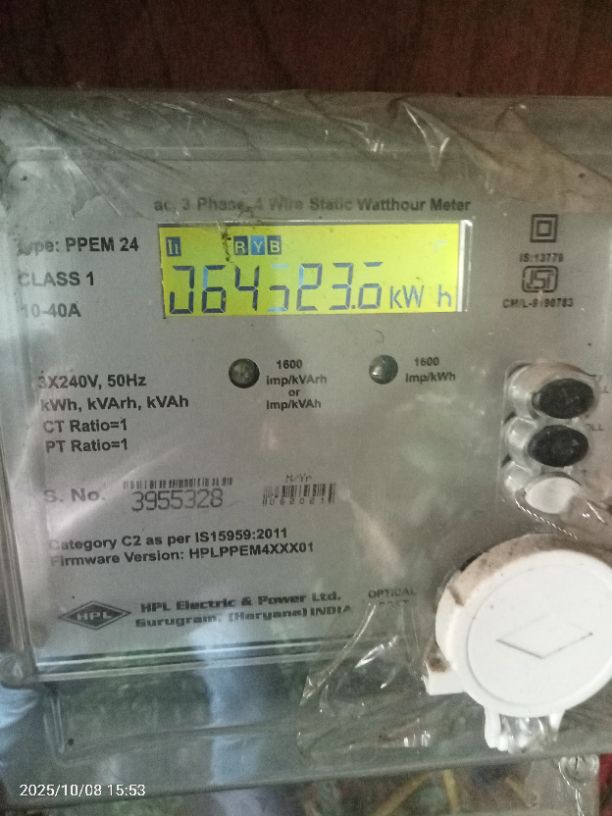 ac, 3 Phase, 4 Wire Static Watthour Meter
Type: PPEM 24
CLASS 1
10-40A
R Y B
kW h
IS:13779
3X240V, 50Hz
kWh, kVArh, kVAh
CT Ratio=1
PT Ratio=1
1600
imp/kVArh
or
imp/kVAh
1600
imp/kWh
S. No.
3955328
M/Yr
Category C2 as per IS15959:2011
Firmware Version: HPLPPEM4XXX01
HPL
HPL Electric & Power Ltd.
Gurugram, (Haryana) INDIA
OPTICAL
2025/10/08 15:53